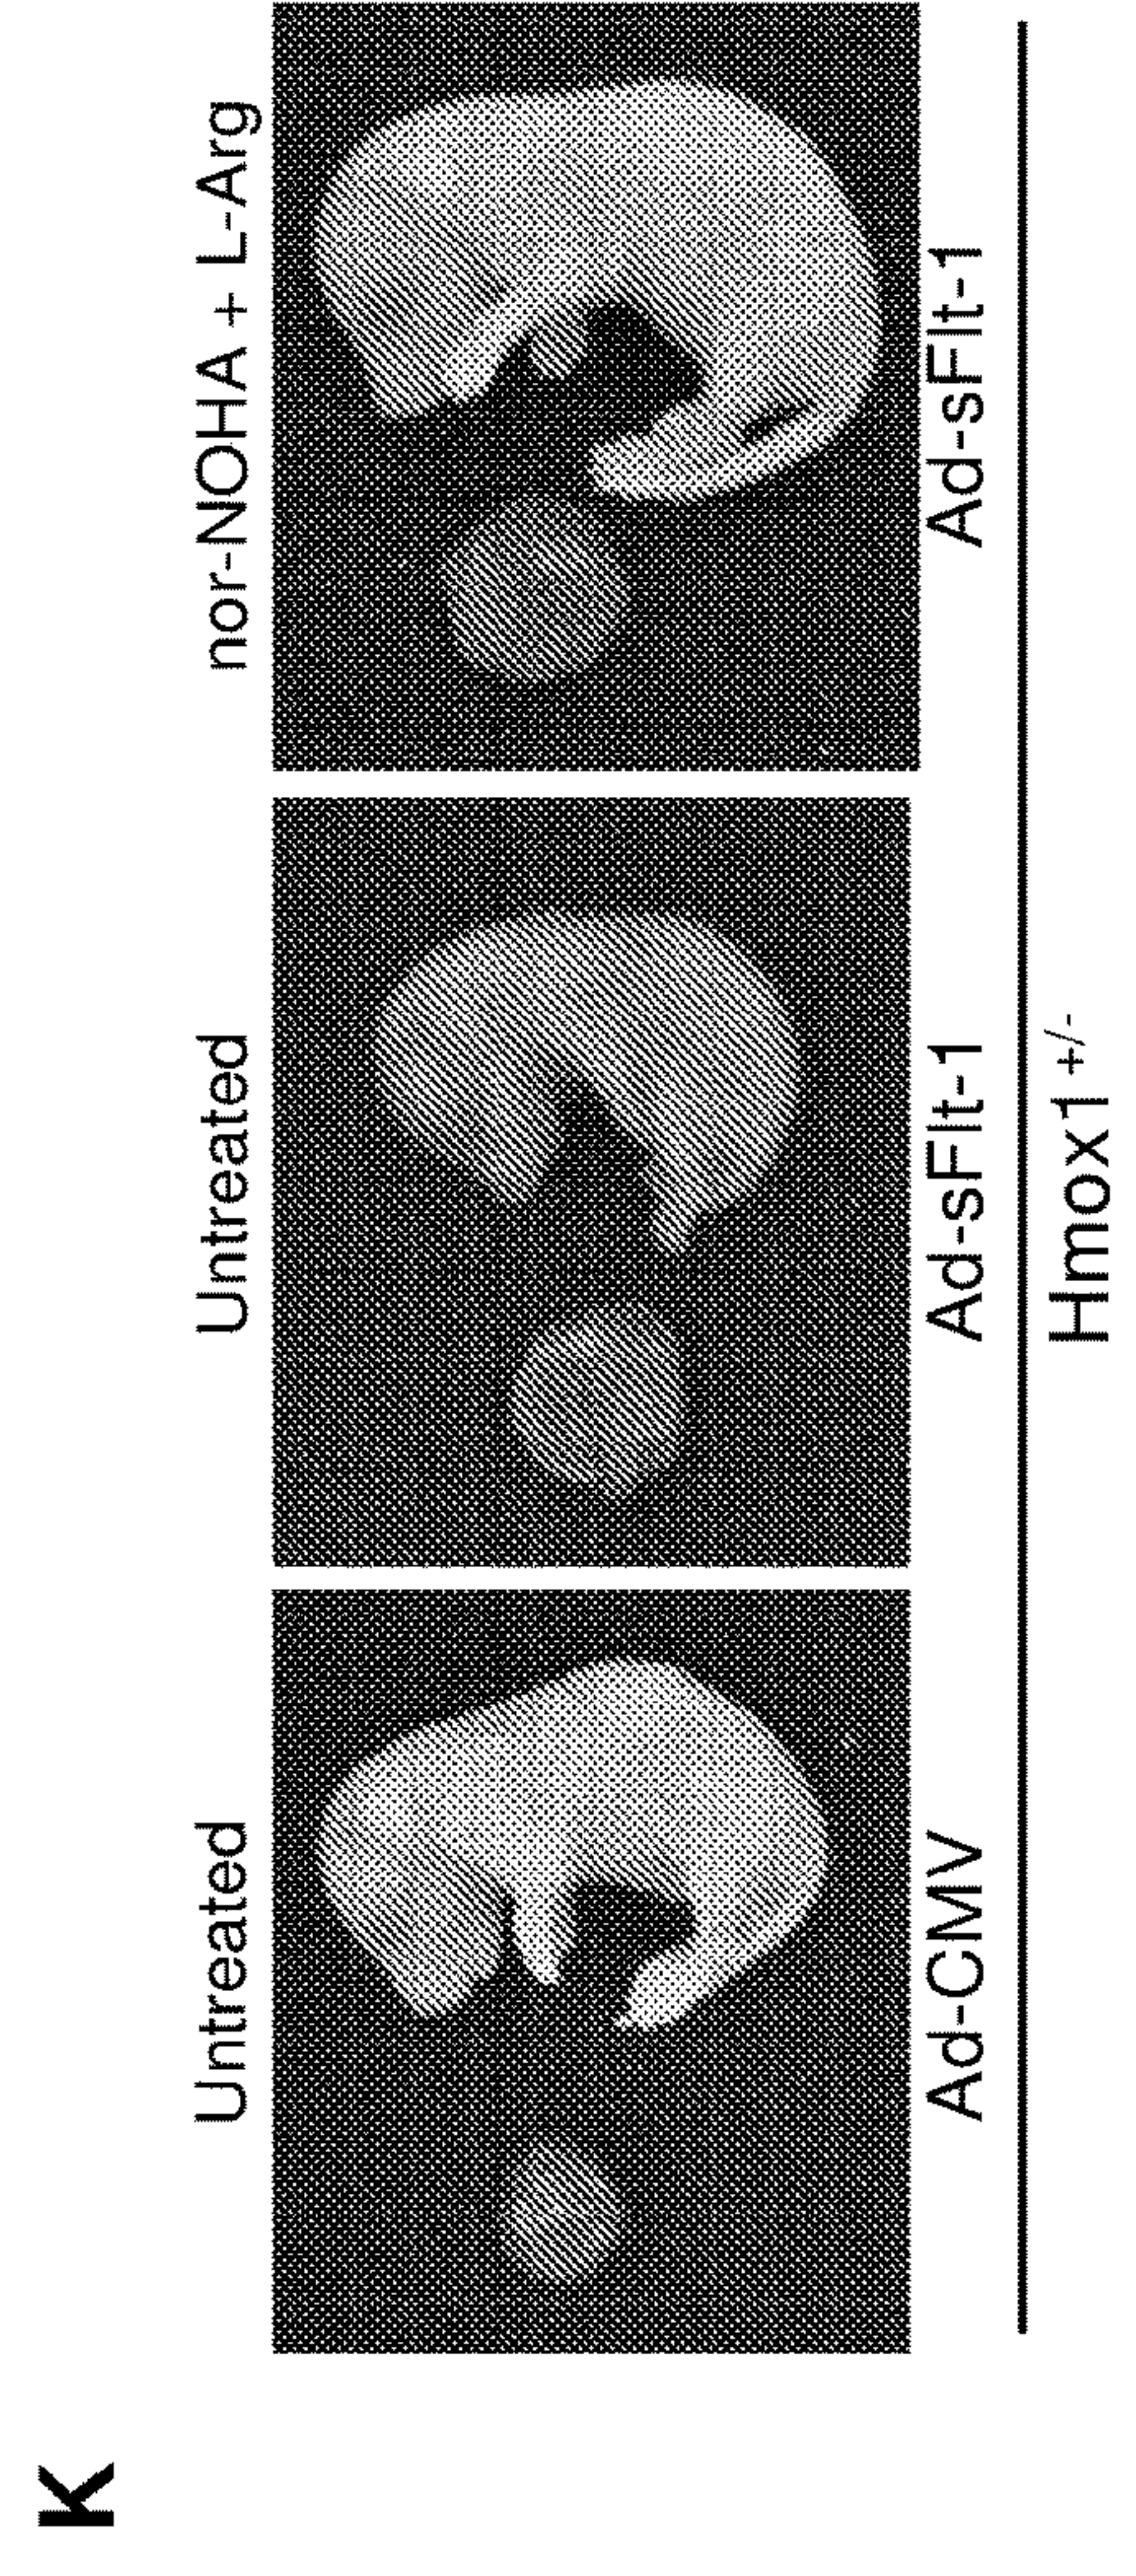 K
Untreated Untreated nor-NOHA + L-Arg
Ad-CMV Ad-sFlt-1 Ad-sFlt-1
Hmox1 +/-